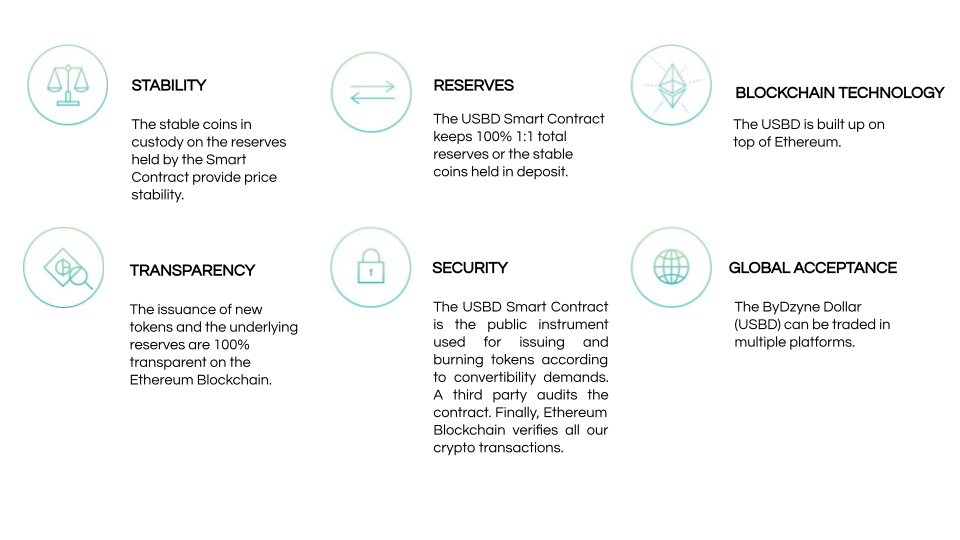 STABILITY
The stable coins in
custody on the reserves
held by the Smart
Contract provide price
stability.
RESERVES
The USBD Smart Contract
keeps 100% 1:1 total
reserves or the stable
coins held in deposit.
BLOCKCHAIN TECHNOLOGY
The USBD is built up on
top of Ethereum.
TRANSPARENCY
The issuance of new
tokens and the underlying
reserves are 100%
transparent on the
Ethereum Blockchain.
SECURITY
The USBD Smart Contract
is the public instrument
used for issuing and
burning tokens according
to convertibility demands.
A third party audits the
contract. Finally, Ethereum
Blockchain verifies all our
crypto transactions.
GLOBAL ACCEPTANCE
The ByDzyne Dollar
(USBD) can be traded in
multiple platforms.